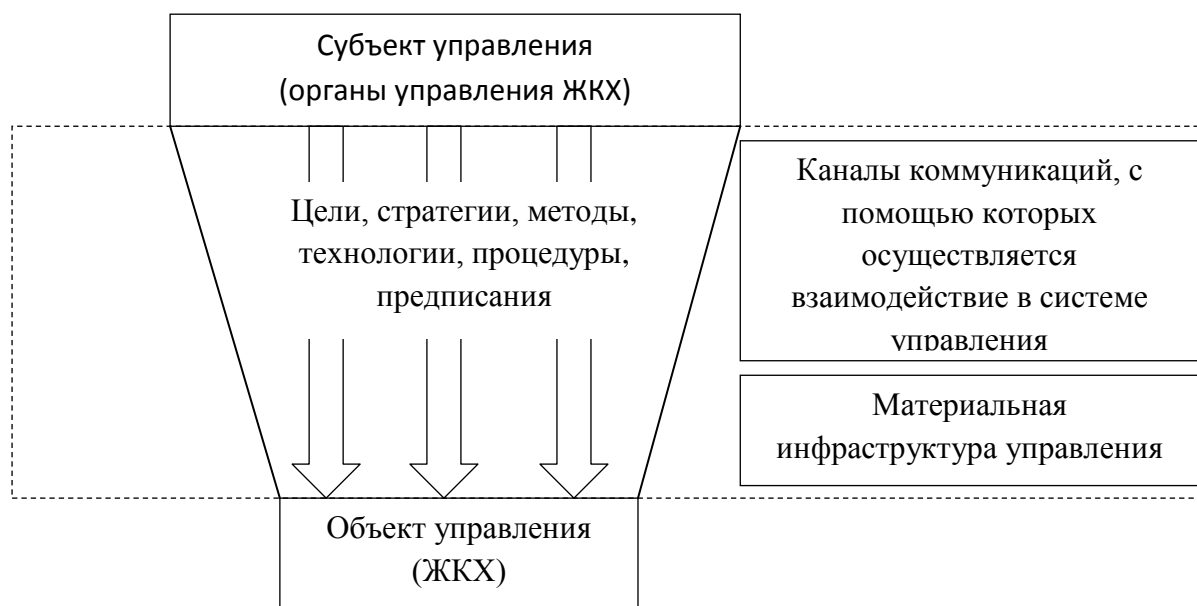 Субъект управления
(органы управления ЖКХ)
Цели, стратегии, методы,
технологии, процедуры,
предписания
Каналы коммуникаций, с
помощью которых
осуществляется
взаимодействие в системе
управления
Материальная
инфраструктура управления
Объект управления
(ЖКХ)